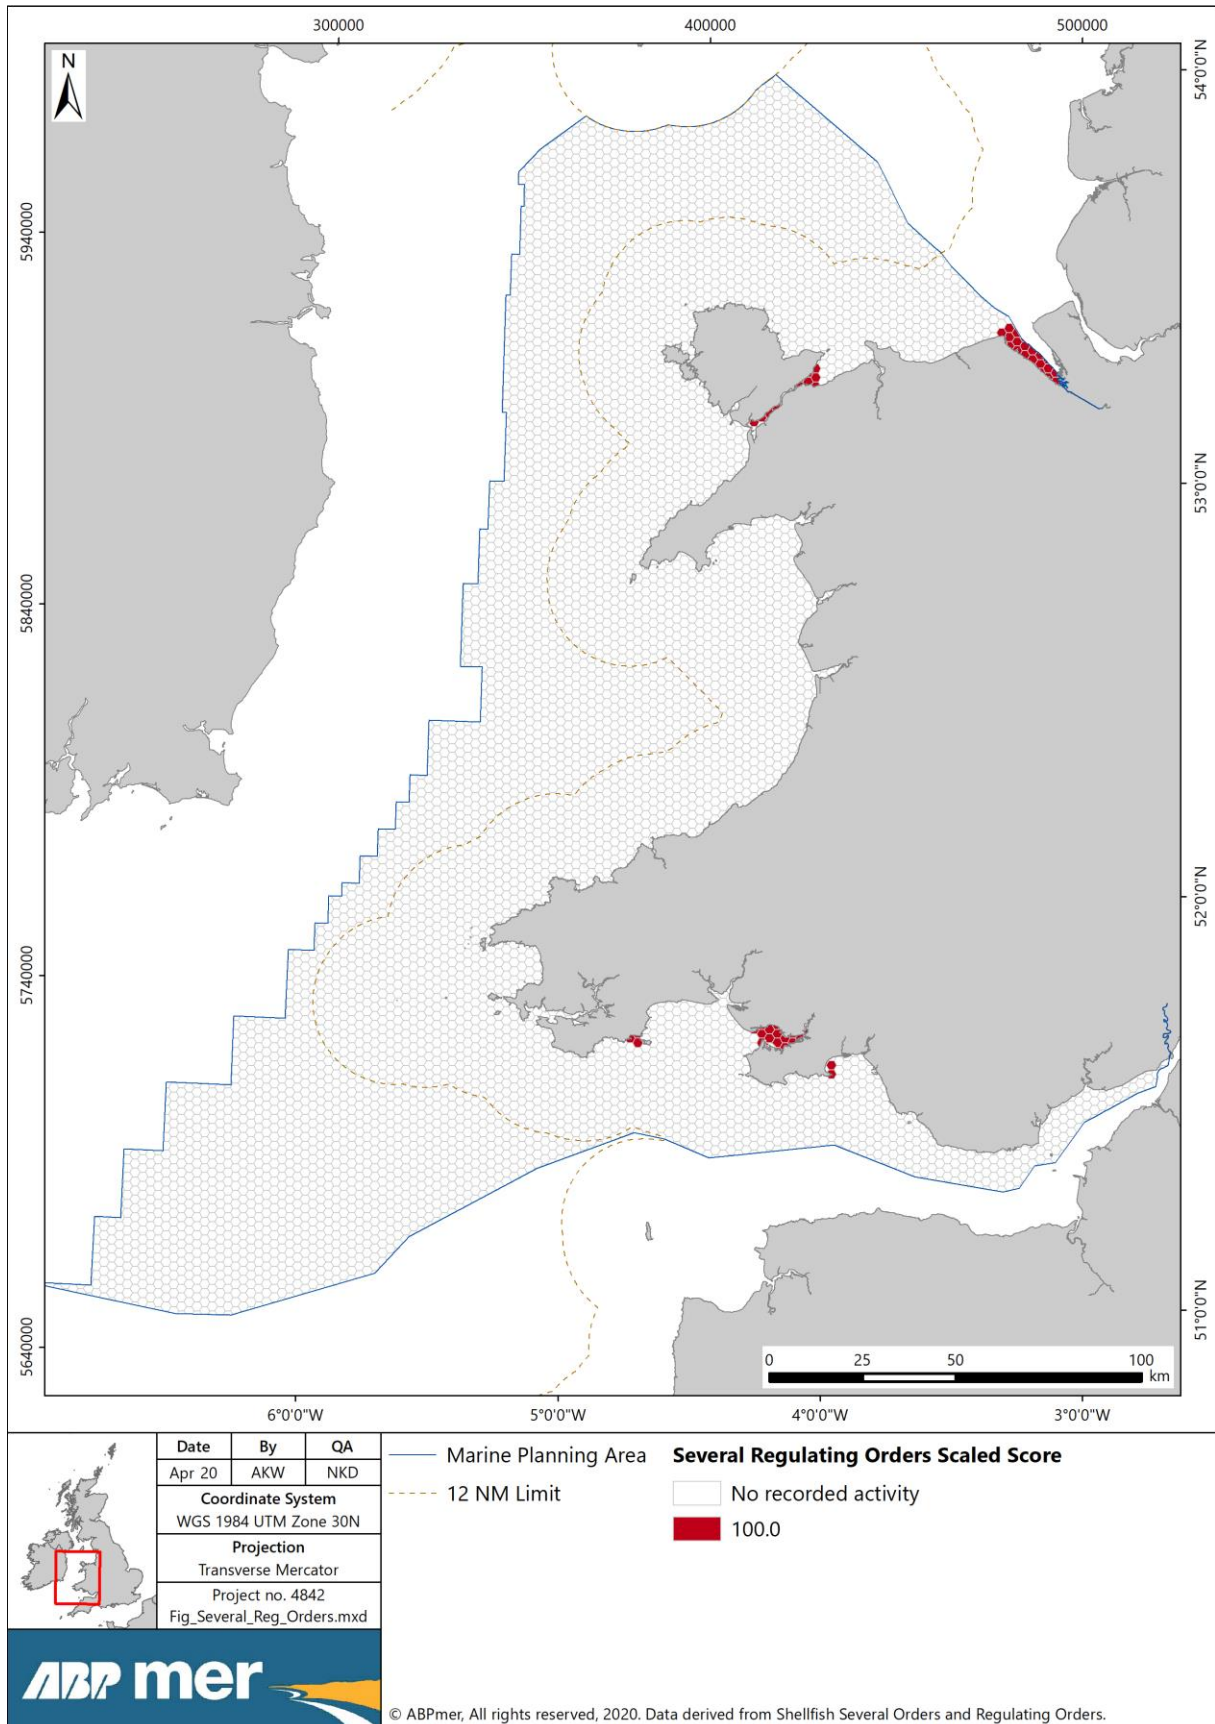 300000 400000 500000
N
54°0'0"N
5940000
53°0'0"N
5840000
52°0'0"N
5740000
51°0'0"N
5640000
0 25 50 100
km
6°0'0"W 5°0'0"W 4°0'0"W 3°0'0"W
Date By QA
Apr 20 AKW NKD
Coordinate System
WGS 1984 UTM Zone 30N
Projection
Transverse Mercator
Project no. 4842
Fig_Several_Reg_Orders.mxd
Marine Planning Area
12 NM Limit
Several Regulating Orders Scaled Score
No recorded activity
100.0
ABP mer
© ABPmer, All rights reserved, 2020. Data derived from Shellfish Several Orders and Regulating Orders.